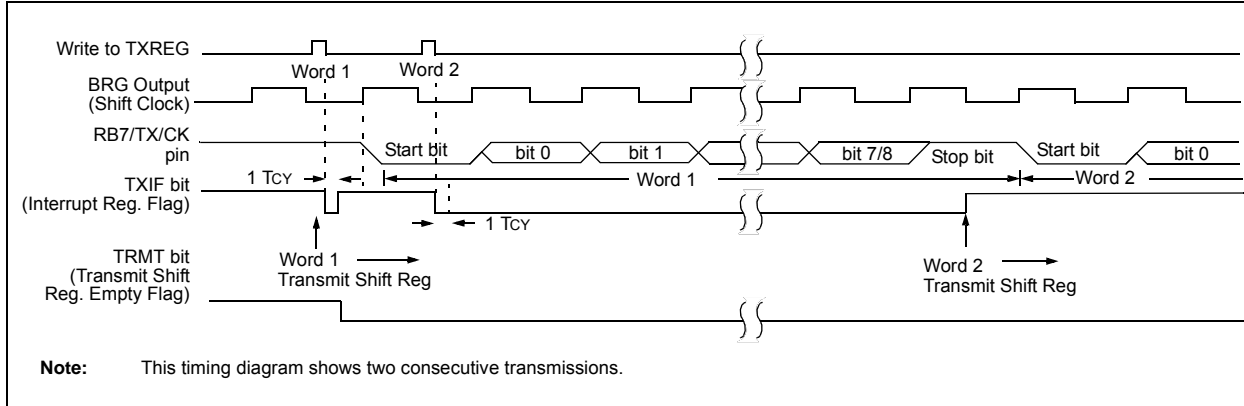 Write to TXREG
Word 1
Word 2
BRG Output
(Shift Clock)
RB7/TX/CK
pin
Start bit
bit 0
bit 1
bit 7/8
Stop bit
Start bit
bit 0
1 TCY
Word 1
Word 2
TXIF bit
(Interrupt Reg. Flag)
1 TCY
Word 1
Transmit Shift Reg
Word 2
Transmit Shift Reg
TRMT bit
(Transmit Shift
Reg. Empty Flag)
Note: This timing diagram shows two consecutive transmissions.